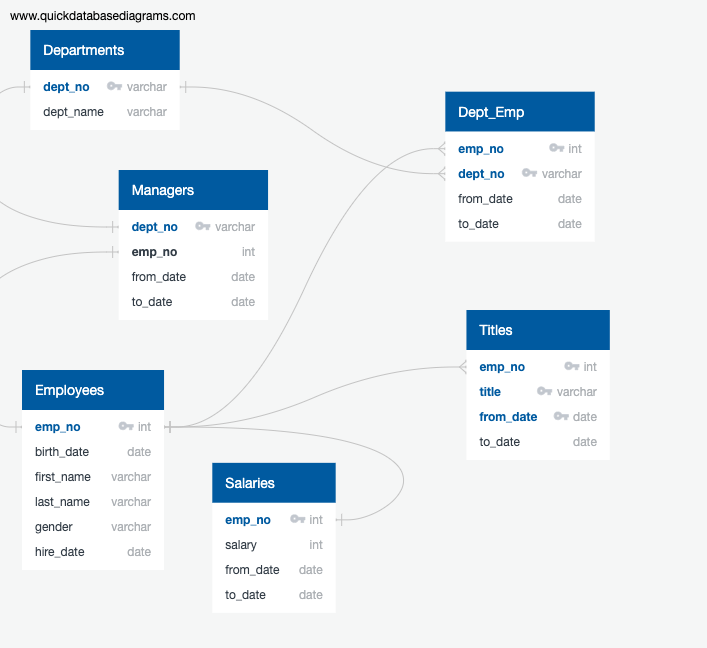 www.quickdatabasediagrams.com
Departments
dept_no varchar
dept_name varchar
Dept_Emp
emp_no int
dept_no varchar
from_date date
to_date date
Managers
dept_no varchar
emp_no int
from_date date
to_date date
Titles
emp_no int
title varchar
from_date date
to_date date
Employees
emp_no int
birth_date date
first_name varchar
last_name varchar
gender varchar
hire_date date
Salaries
emp_no int
salary int
from_date date
to_date date